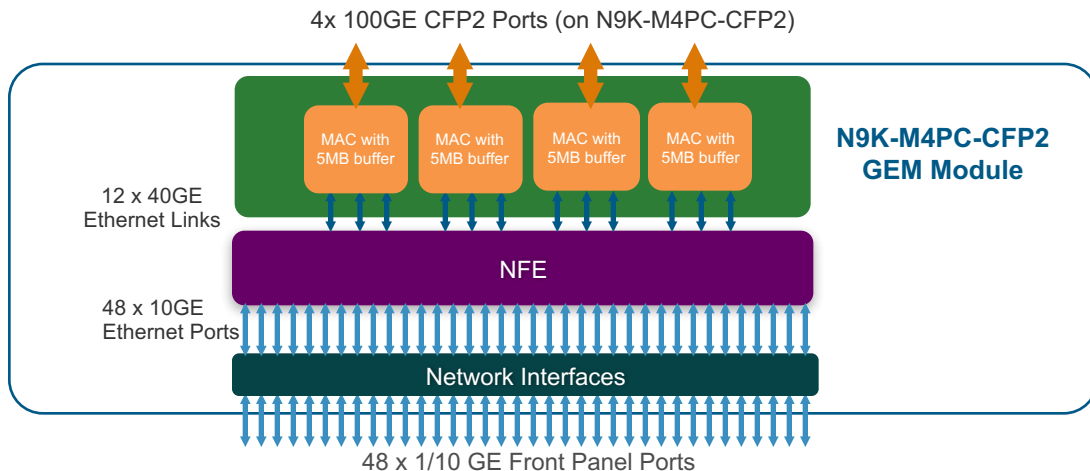 4x 100GE CFP2 Ports (on N9K-M4PC-CFP2)
MAC with
5MB buffer
MAC with
5MB buffer
MAC with
5MB buffer
MAC with
5MB buffer
N9K-M4PC-CFP2
GEM Module
12 x 40GE
Ethernet Links
NFE
48 x 10GE
Ethernet Ports
Network Interfaces
48 x 1/10 GE Front Panel Ports